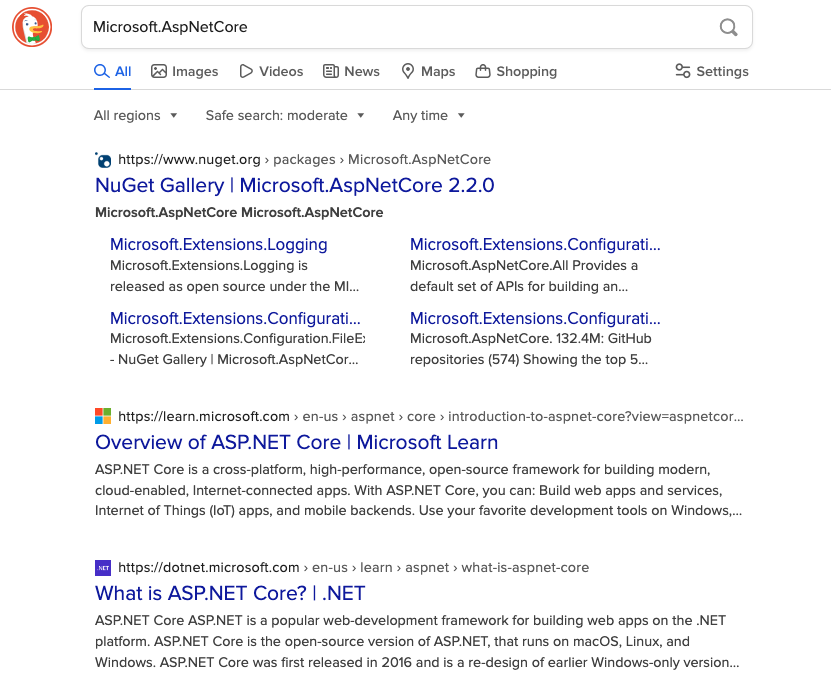 Microsoft.AspNetCore
All Images Videos News Maps Shopping Settings
All regions Safe search: moderate Any time
https://www.nuget.org › packages › Microsoft.AspNetCore
NuGet Gallery | Microsoft.AspNetCore 2.2.0
Microsoft.AspNetCore Microsoft.AspNetCore
Microsoft.Extensions.Logging
Microsoft.Extensions.Logging is
released as open source under the MI...
Microsoft.Extensions.Configurati...
Microsoft.AspNetCore.All Provides a
default set of APIs for building an...
Microsoft.Extensions.Configurati...
Microsoft.Extensions.Configuration.FileEx
- NuGet Gallery | Microsoft.AspNetCor...
Microsoft.Extensions.Configurati...
Microsoft.AspNetCore. 132.4M: GitHub
repositories (574) Showing the top 5...
https://learn.microsoft.com › en-us › aspnet › core › introduction-to-aspnet-core?view=aspnetcor...
Overview of ASP.NET Core | Microsoft Learn
ASP.NET Core is a cross-platform, high-performance, open-source framework for building modern,
cloud-enabled, Internet-connected apps. With ASP.NET Core, you can: Build web apps and services,
Internet of Things (IoT) apps, and mobile backends. Use your favorite development tools on Windows,...
NET https://dotnet.microsoft.com › en-us › learn › aspnet › what-is-aspnet-core
What is ASP.NET Core? | .NET
ASP.NET Core ASP.NET is a popular web-development framework for building web apps on the .NET
platform. ASP.NET Core is the open-source version of ASP.NET, that runs on macOS, Linux, and
Windows. ASP.NET Core was first released in 2016 and is a re-design of earlier Windows-only version...